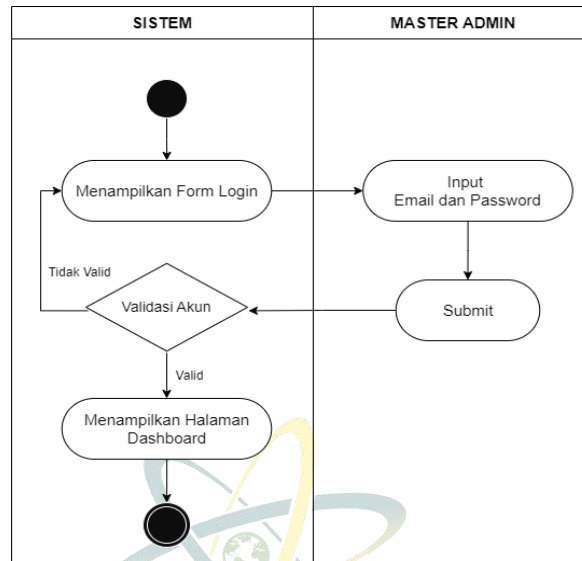 SISTEM
MASTER ADMIN
Menampilkan Form Login
Input
Email dan Password
Tidak Valid
Validasi Akun
Submit
Valid
Menampilkan Halaman
Dashboard